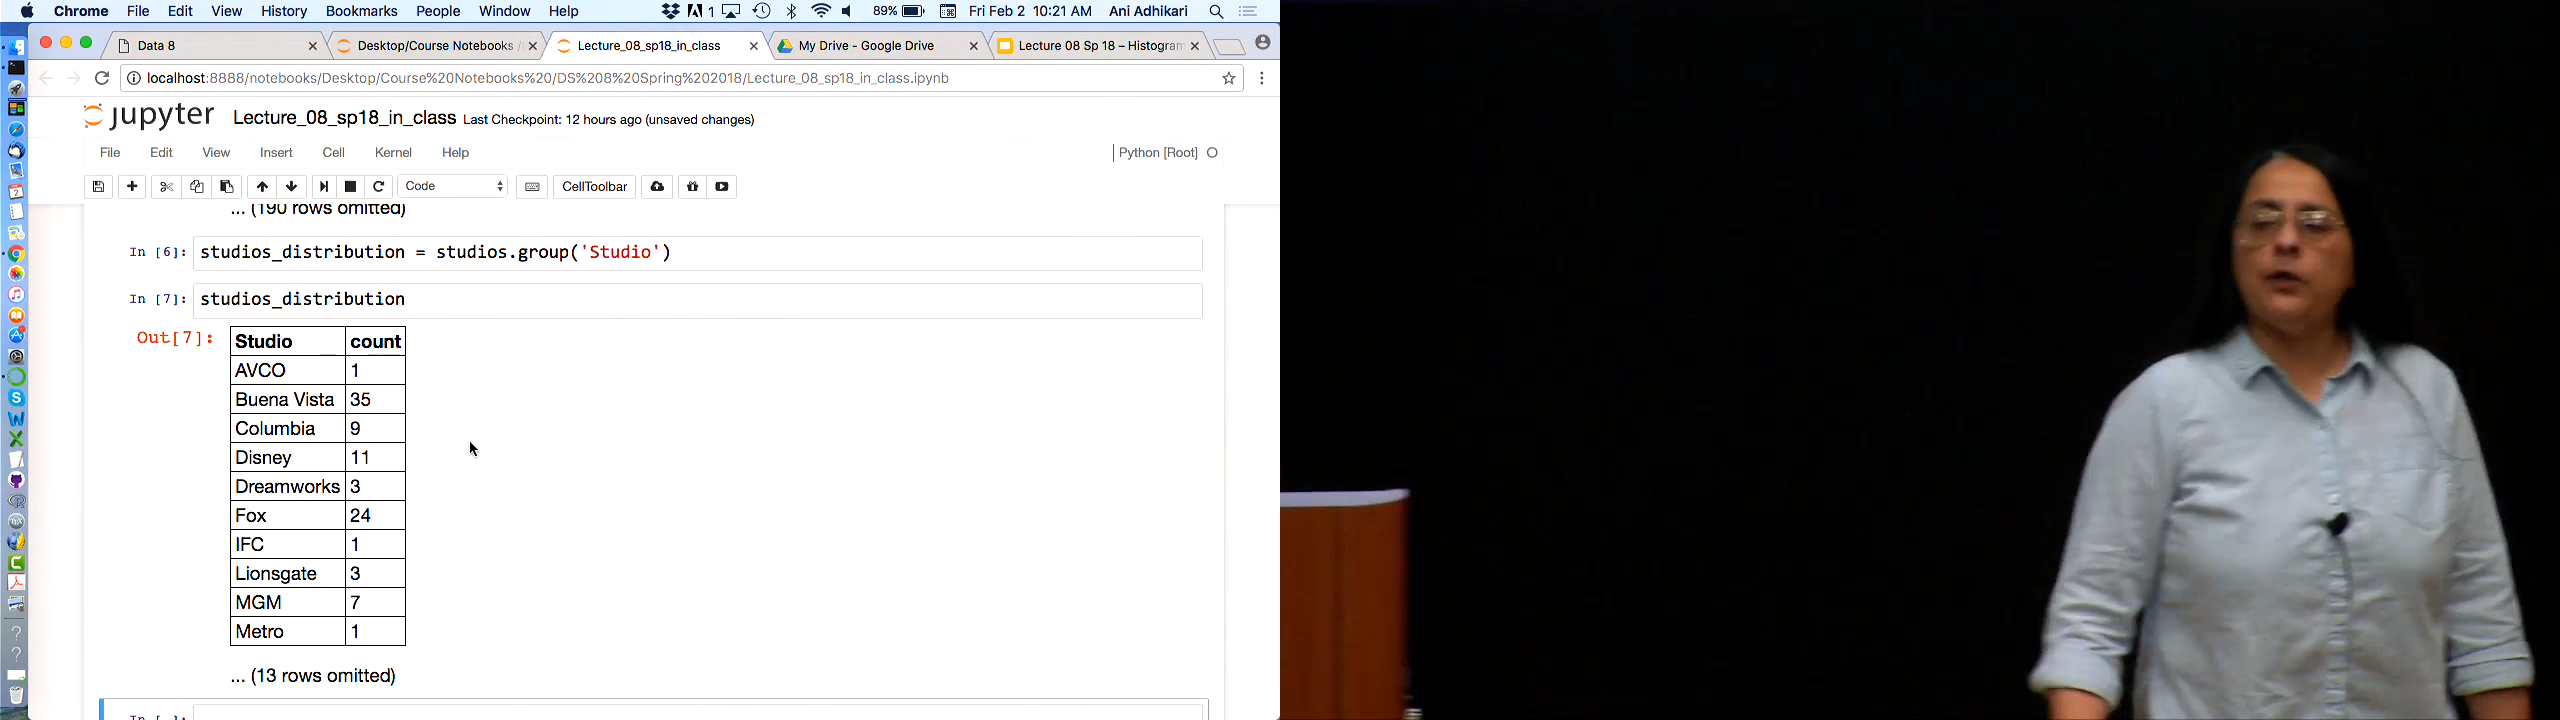 Chrome File Edit View History Bookmarks People Window Help 1 89% Fri Feb 2 10:21 AM Ani Adhikari
Data 8 Desktop/Course Notebooks / Lecture_08_sp18_in_class My Drive - Google Drive Lecture 08 Sp 18 – Histogram
localhost:8888/notebooks/Desktop/Course%20Notebooks%20/DS%208%20Spring%202018/Lecture_08_sp18_in_class.ipynb
jupyter Lecture_08_sp18_in_class Last Checkpoint: 12 hours ago (unsaved changes)
File Edit View Insert Cell Kernel Help Python [Root]
Code CellToolbar
... (190 rows omitted)
In [6]: studios_distribution = studios.group('Studio')
In [7]: studios_distribution
Out[7]: Studio count
AVCO 1
Buena Vista 35
Columbia 9
Disney 11
Dreamworks 3
Fox 24
IFC 1
Lionsgate 3
MGM 7
Metro 1
... (13 rows omitted)
In [ ]: